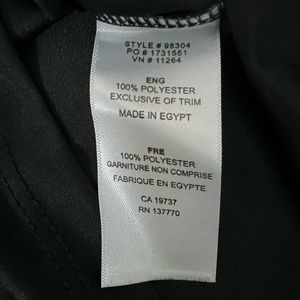 STYLE # 98304
PO # 1731551
VN # 11264
ENG
100% POLYESTER
EXCLUSIVE OF TRIM
MADE IN EGYPT
FRE
100% POLYESTER
GARNITURE NON COMPRISE
FABRIQUE EN EGYPTE
CA 19737
RN 137770